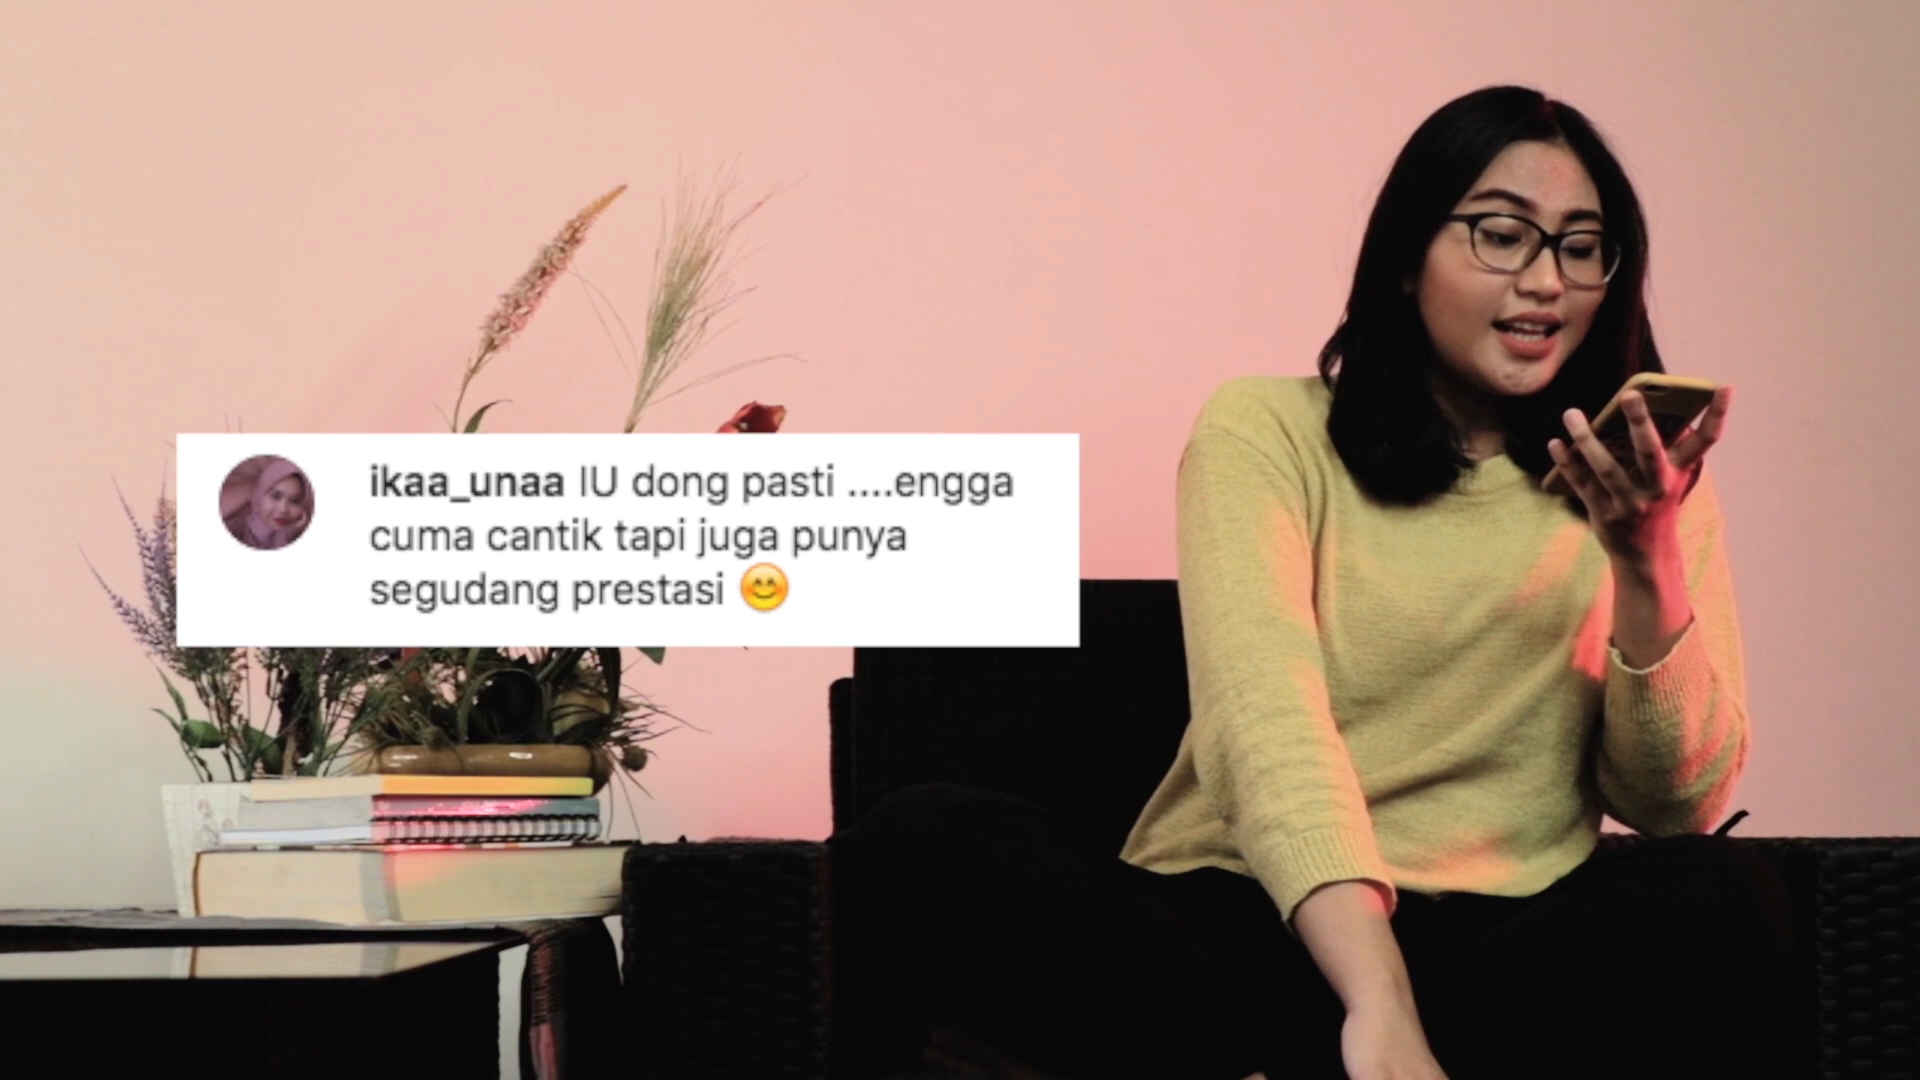 ikaa_unaa IU dong pasti ....engga
cuma cantik tapi juga punya
segudang prestasi 😊